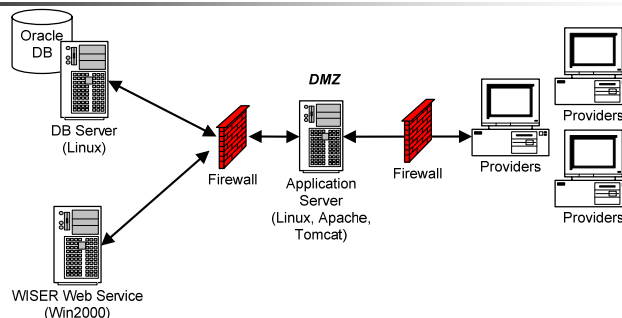 Oracle
DB
DB Server
(Linux)
DMZ
Firewall
Application
Server
(Linux, Apache,
Tomcat)
Firewall
Providers
Providers
Providers
WISER Web Service
(Win2000)